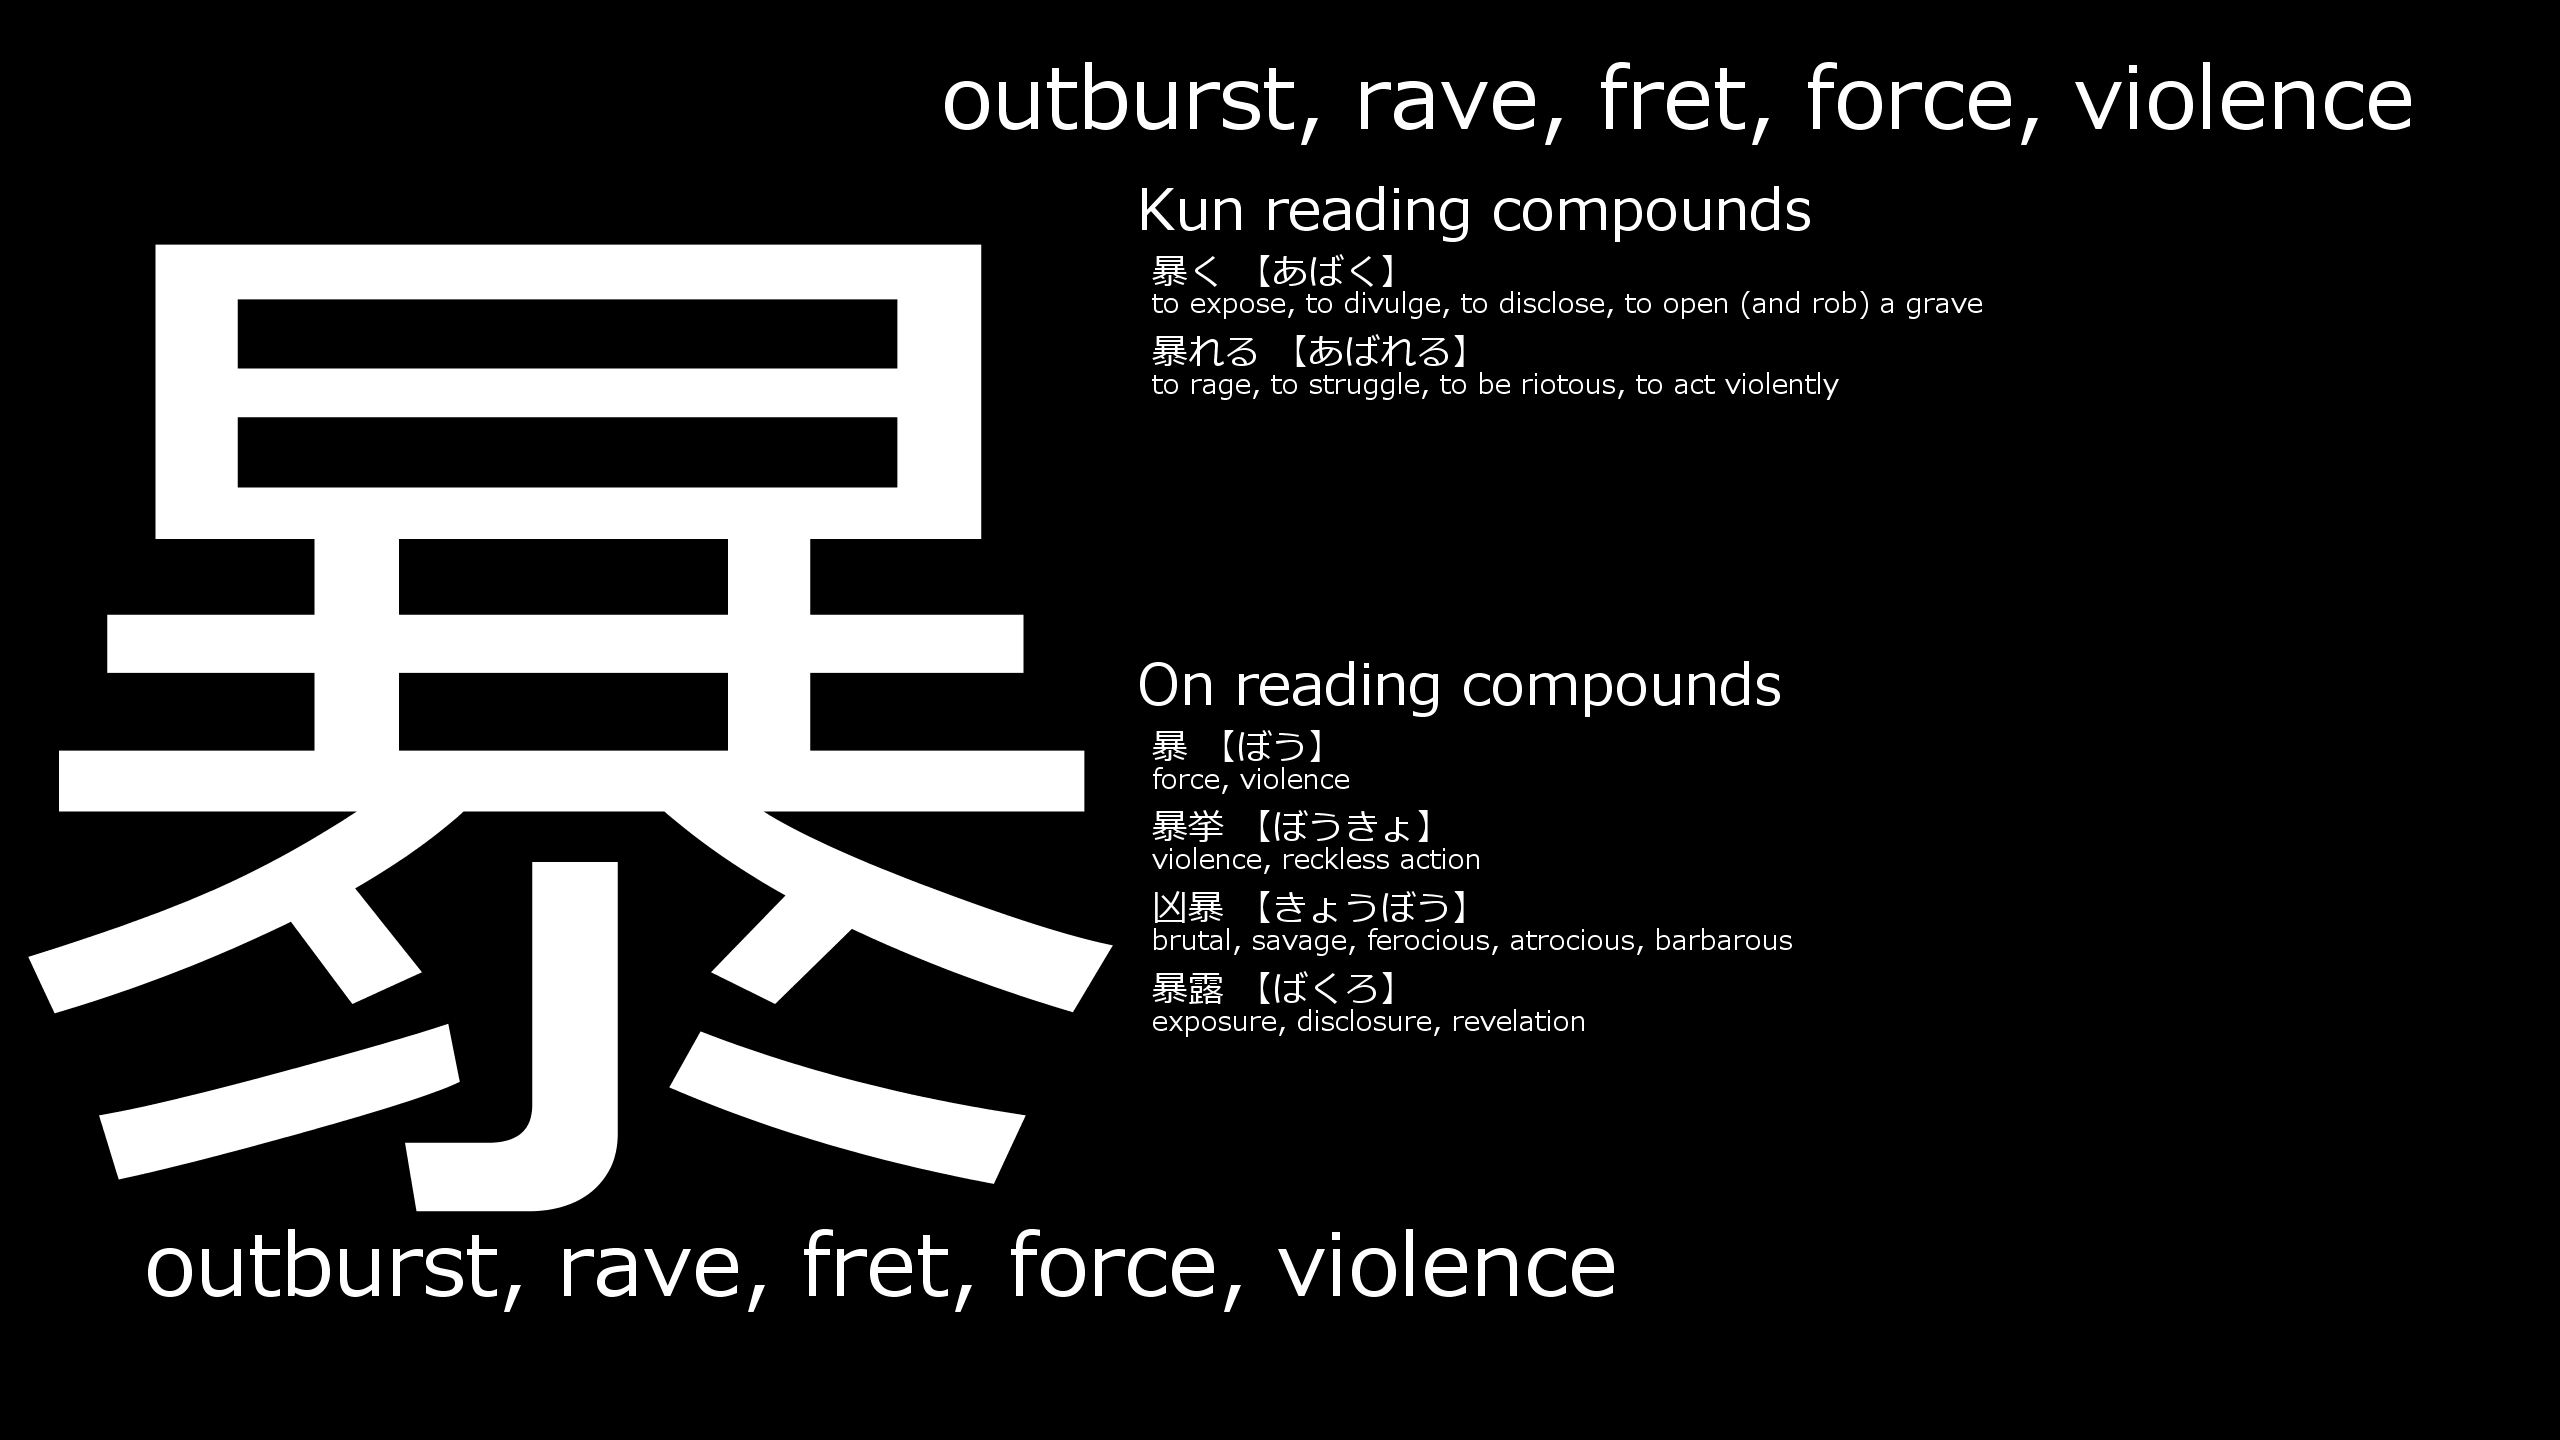 outburst, rave, fret, force, violence
暴
Kun reading compounds
暴く 【あばく】
to expose, to divulge, to disclose, to open (and rob) a grave
暴れる 【あばれる】
to rage, to struggle, to be riotous, to act violently
On reading compounds
暴 【ぼう】
force, violence
暴挙 【ぼうきょ】
violence, reckless action
凶暴 【きょうぼう】
brutal, savage, ferocious, atrocious, barbarous
暴露 【ばくろ】
exposure, disclosure, revelation
outburst, rave, fret, force, violence